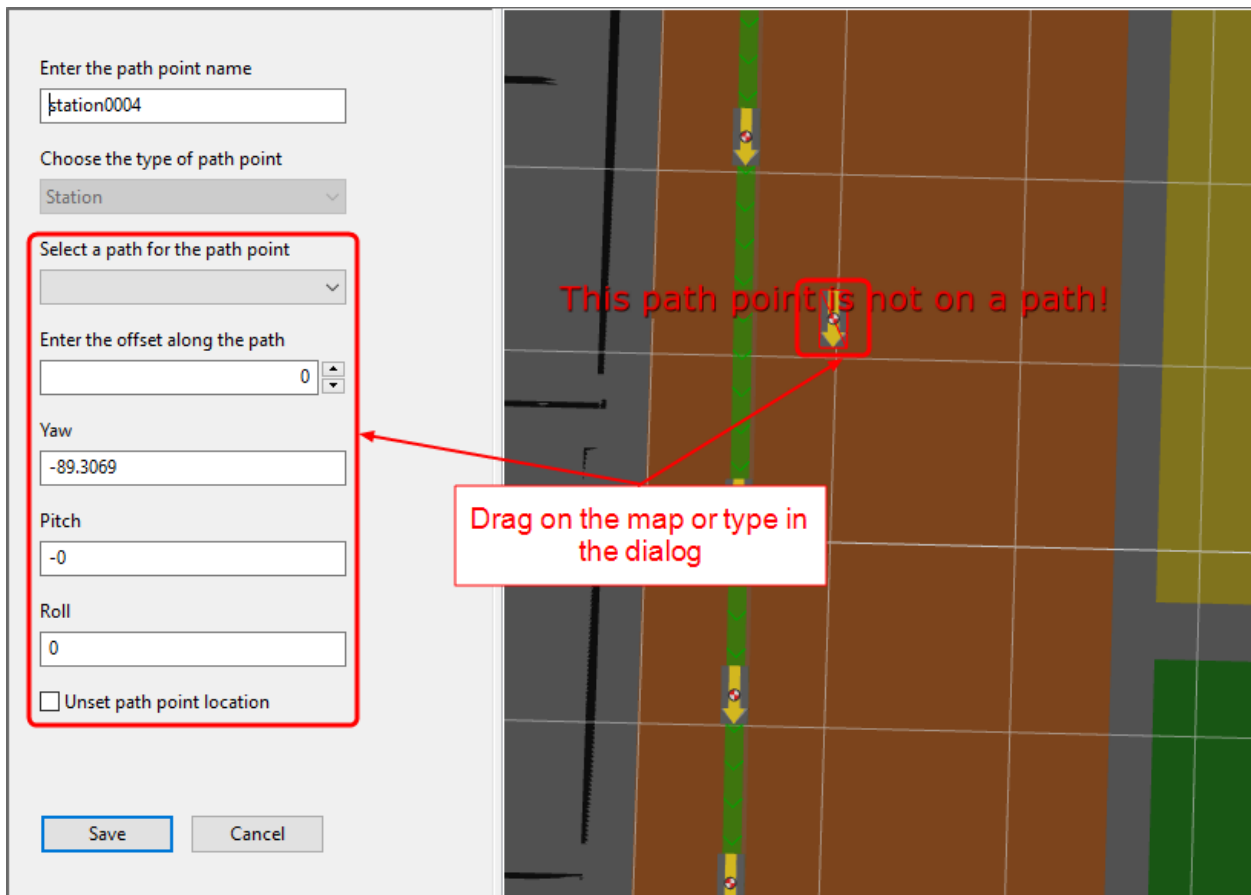 Enter the path point name
station0004
Choose the type of path point
Station
Select a path for the path point
Enter the offset along the path
0
Yaw
-89.3069
Pitch
-0
Roll
0
Unset path point location
Save
Cancel
This path point is not on a path!
Drag on the map or type in
the dialog